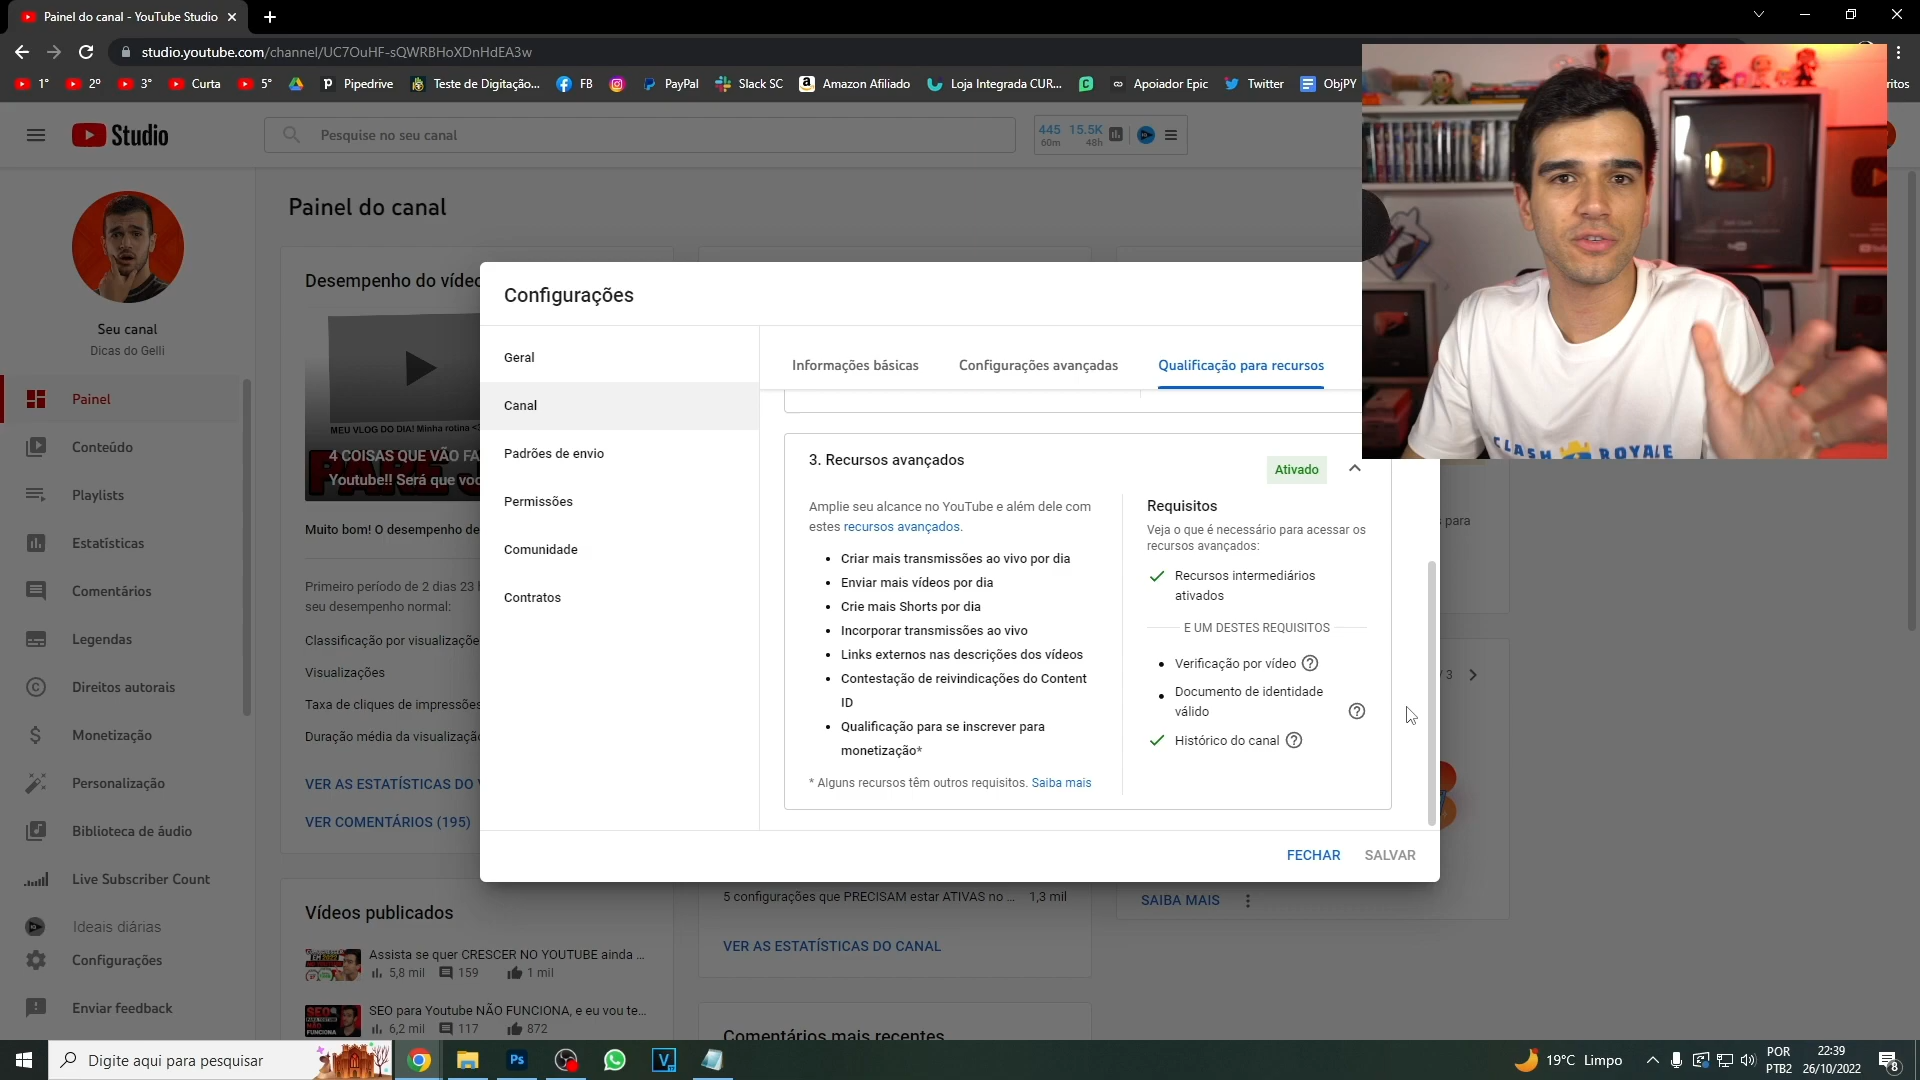 Painel do canal - YouTube Studio
studio.youtube.com/channel/UC7OuHF-sQWRBHoXDnHdEA3w
1° 2° 3° Curta 5° Pipedrive Teste de Digitação... FB PayPal Slack SC Amazon Afiliado Loja Integrada CUR... Apoiador Epic Twitter ObjPY
Studio
Pesquise no seu canal
445 15.5K
60m 48h
Painel do canal
Seu canal
Dicas do Gelli
Painel
Conteúdo
Playlists
Estatísticas
Comentários
Legendas
Direitos autorais
Monetização
Personalização
Biblioteca de áudio
Live Subscriber Count
Ideais diárias
Configurações
Enviar feedback
Desempenho do víde
MEU VLOG DO DIA! Minha rotina <3
4 COISAS QUE VÃO FA
Youtube!! Será que voc
Muito bom! O desempenho de
Primeiro período de 2 dias 23
seu desempenho normal:
Classificação por visualizaçõe
Visualizações
Taxa de cliques de impressões
Duração média da visualização
VER AS ESTATÍSTICAS DO
VER COMENTÁRIOS (195)
Vídeos publicados
Assista se quer CRESCER NO YOUTUBE ainda ...
5,8 mil 159 1 mil
SEO para Youtube NÃO FUNCIONA, e eu vou te...
6,2 mil 117 872
Configurações
Geral
Canal
Padrões de envio
Permissões
Comunidade
Contratos
Informações básicas
Configurações avançadas
Qualificação para recursos
3. Recursos avançados
Ativado
Amplie seu alcance no YouTube e além dele com
estes recursos avançados.
Criar mais transmissões ao vivo por dia
Enviar mais vídeos por dia
Crie mais Shorts por dia
Incorporar transmissões ao vivo
Links externos nas descrições dos vídeos
Contestação de reivindicações do Content
ID
Qualificação para se inscrever para
monetização*
* Alguns recursos têm outros requisitos. Saiba mais
Requisitos
Veja o que é necessário para acessar os
recursos avançados:
Recursos intermediários
ativados
E UM DESTES REQUISITOS
Verificação por vídeo
Documento de identidade
válido
Histórico do canal
FECHAR
SALVAR
CLASH ROYALE
s para
/ 3
5 configurações que PRECISAM estar ATIVAS no ... 1,3 mil
VER AS ESTATÍSTICAS DO CANAL
SAIBA MAIS
Comentários mais recentes
Digite aqui para pesquisar
Ps
19°C Limpo
POR
PTB2
22:39
26/10/2022
8